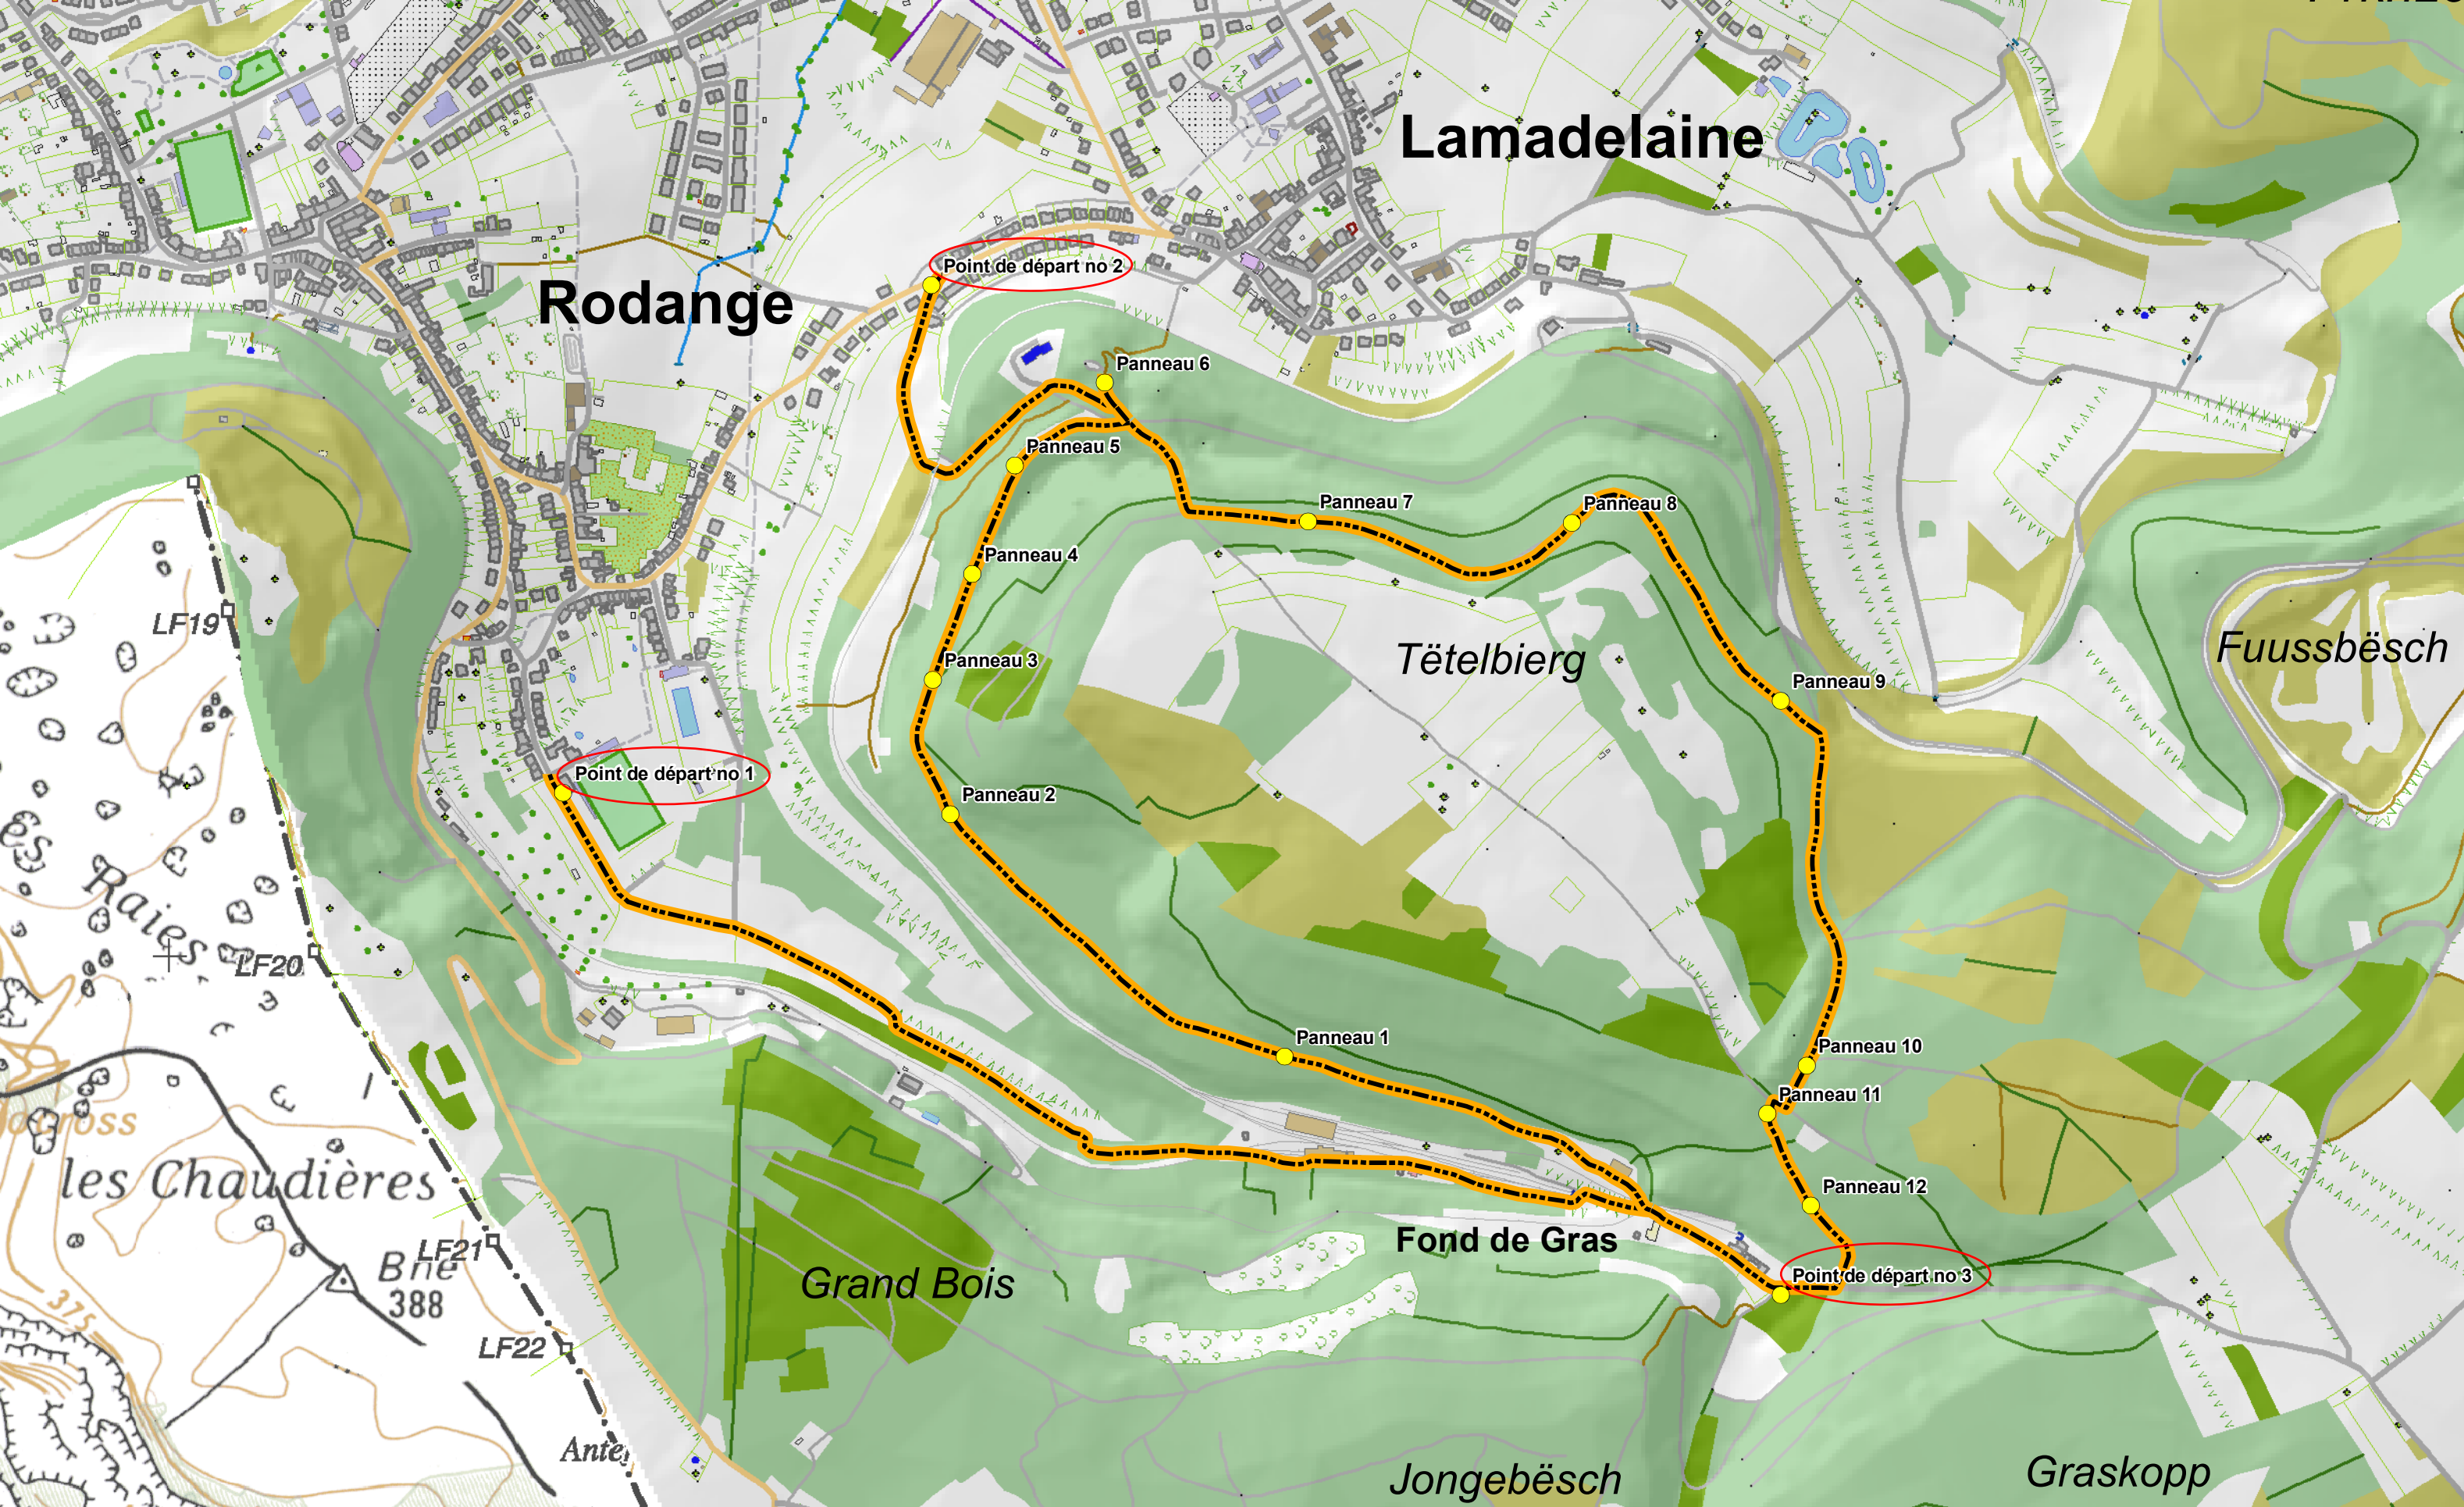 Lamadelaine
Point de départ no 2
Rodange
Panneau 6
Panneau 5
Panneau 7
Panneau 8
Panneau 4
LF19
Panneau 3
Tëtelbierg
Fuussbësch
Panneau 9
Point de départ no 1
Panneau 2
Raies
LF20
Panneau 1
Panneau 10
Panneau 11
les Chaudières
Panneau 12
Fond de Gras
LF21
Bne
388
Grand Bois
Point de départ no 3
375
LF22
Jongebësch
Graskopp